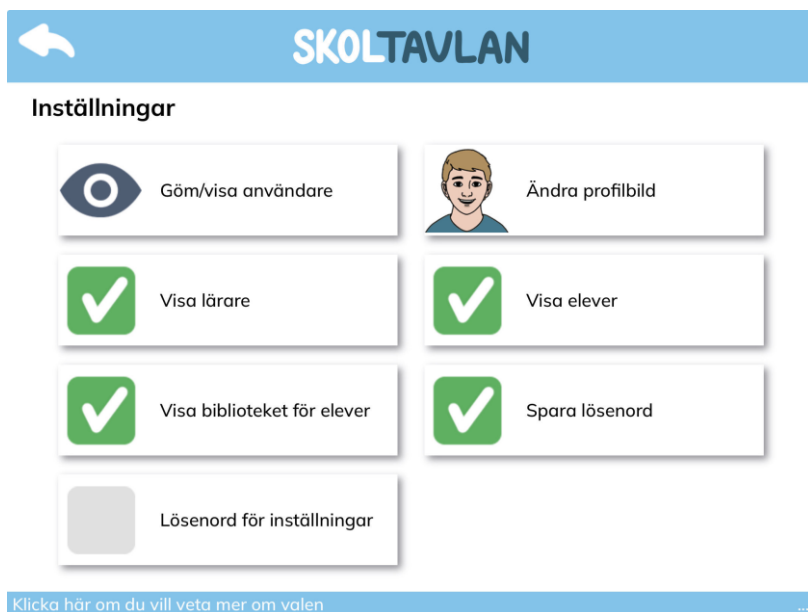 SKOLTAVLAN
Inställningar
Göm/visa användare
Ändra profilbild
Visa lärare
Visa elever
Visa biblioteket för elever
Spara lösenord
Lösenord för inställningar
Klicka här om du vill veta mer om valen ...